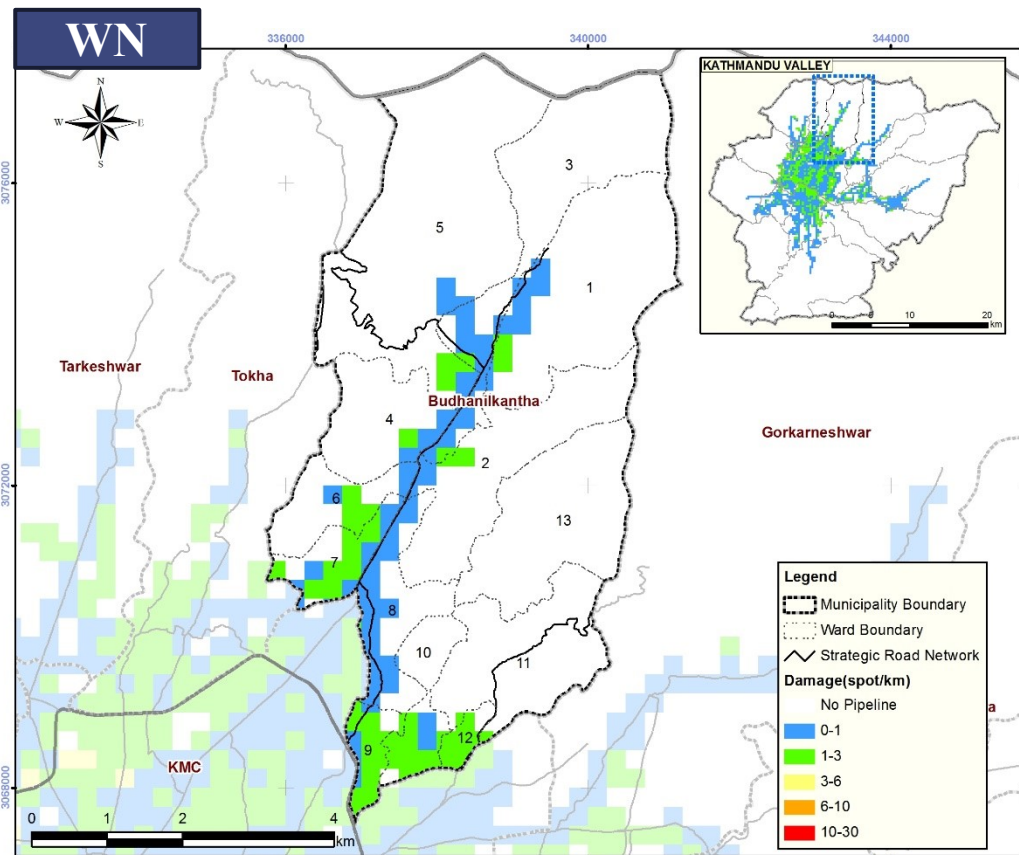 WN
336000
340000
344000
N
W E
S
KATHMANDU VALLEY
0 5 10 20
km
3076000
3072000
3068000
3
5
1
Tarkeshwar
Tokha
Budhanilkantha
4
Gorkarneshwar
2
6
13
7
8
10
11
9
12
KMC
a
Legend
Municipality Boundary
Ward Boundary
Strategic Road Network
Damage(spot/km)
No Pipeline
0-1
1-3
3-6
6-10
10-30
0 1 2 4
km